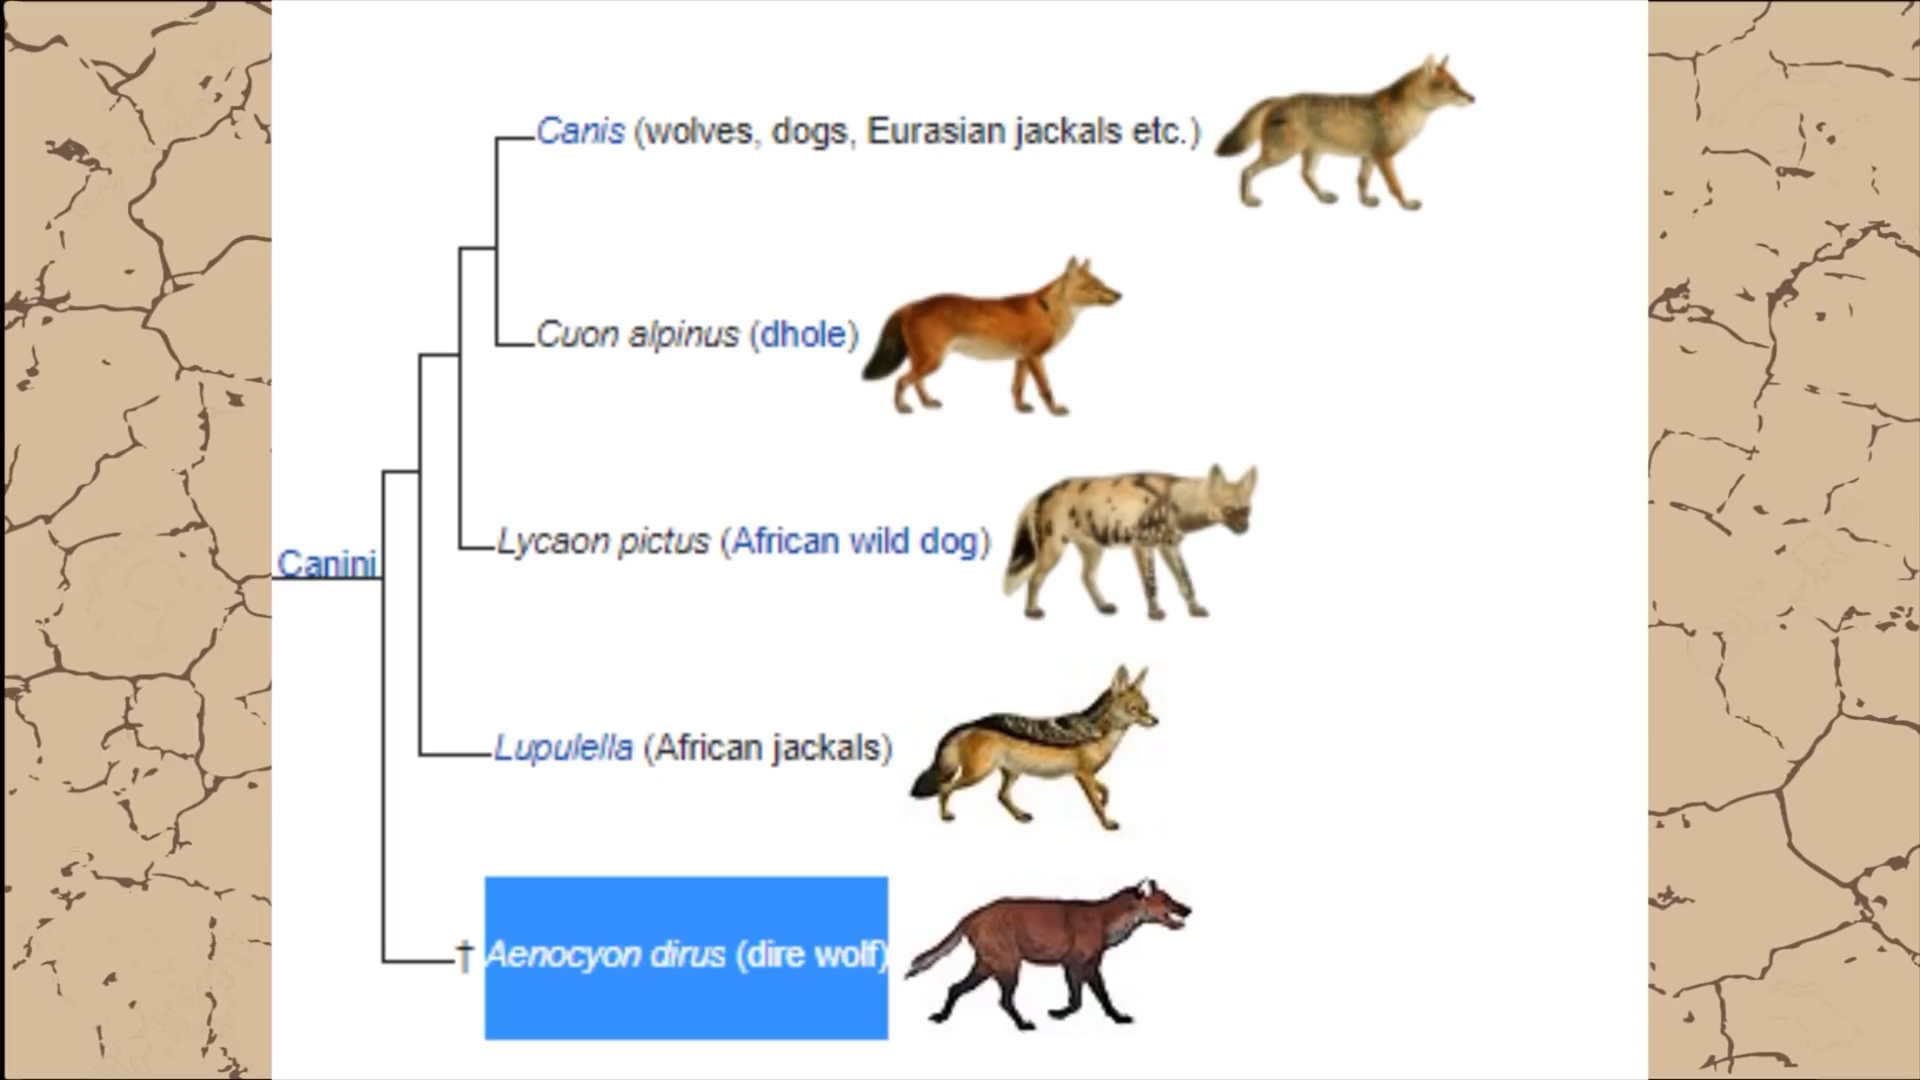 Canis (wolves, dogs, Eurasian jackals etc.)
Cuon alpinus (dhole)
Lycaon pictus (African wild dog)
Canini
Lupulella (African jackals)
† Aenocyon dirus (dire wolf)